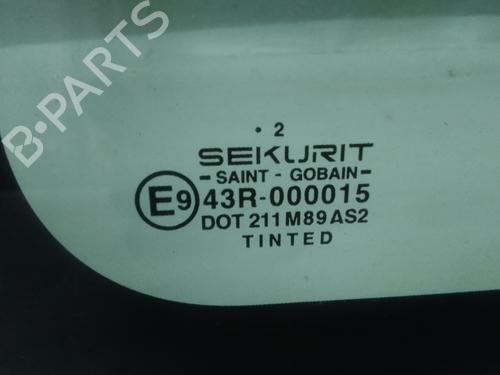 B-PARTS
• 2
SEKURIT
- SAINT - GOBAIN -
E9 43R-000015
DOT 211 M89 AS2
TINTED